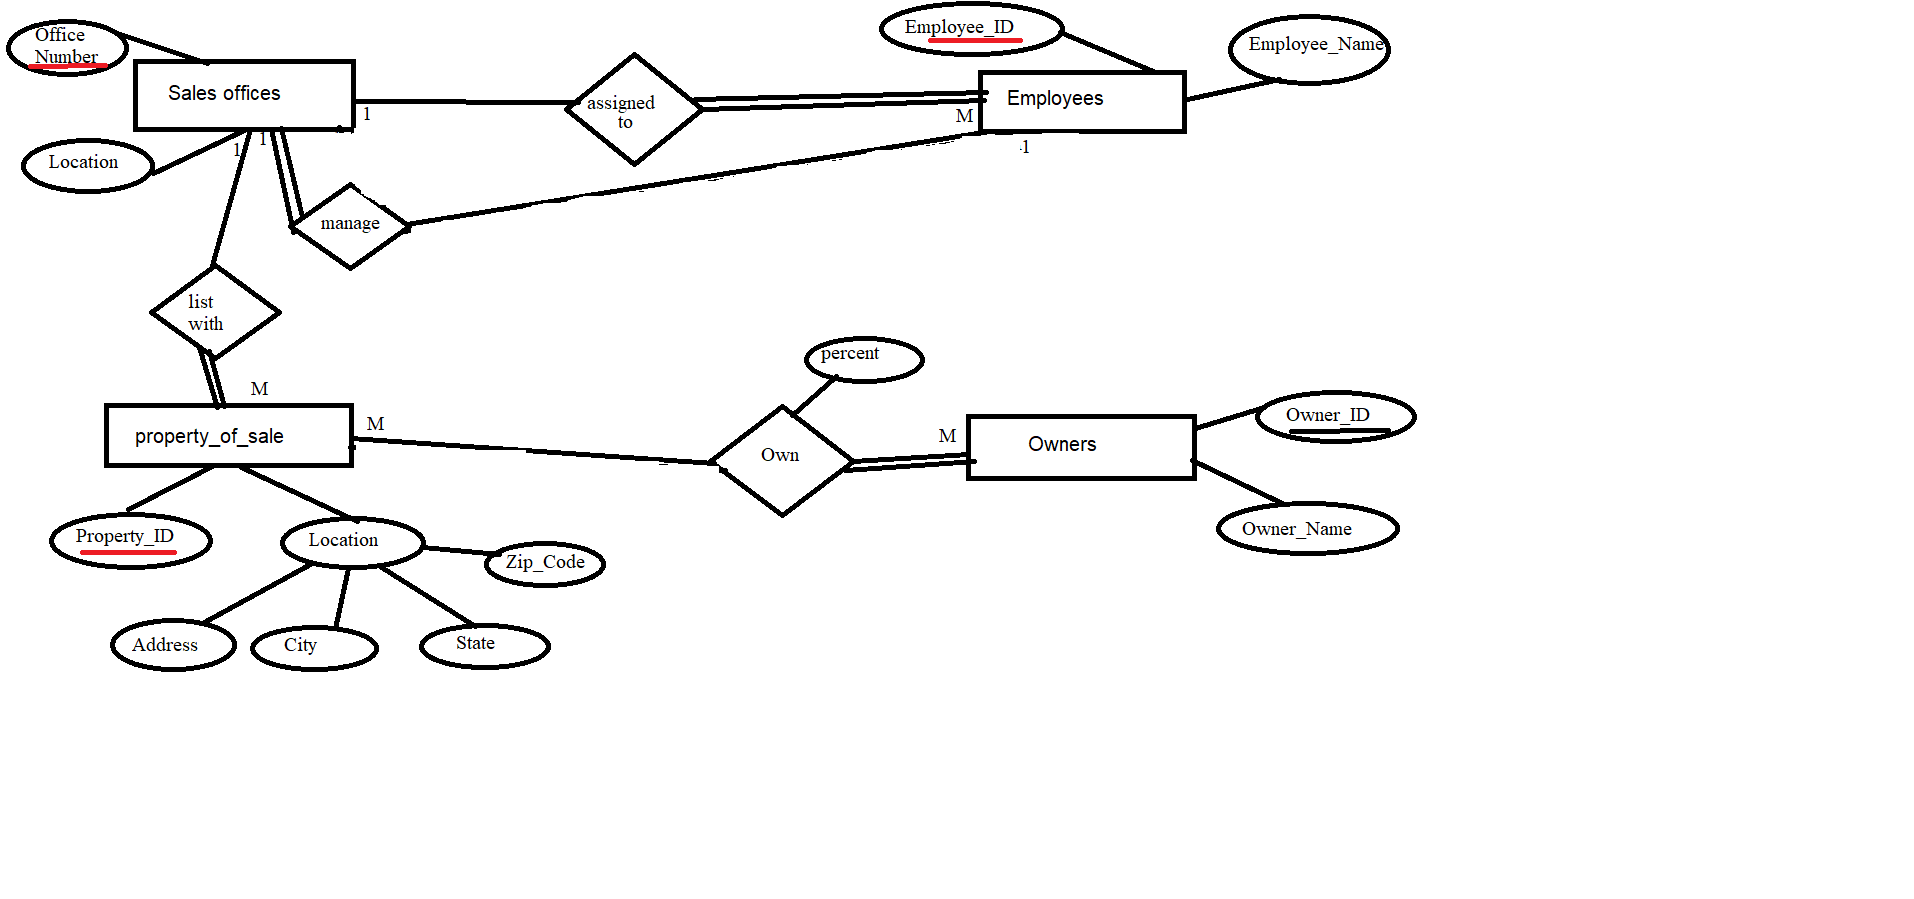 Office
Number
Employee_ID
Employee_Name
Sales offices
assigned
to
Employees
1
M
Location
1
1
1
manage
list
with
M
percent
property_of_sale
M
Own
M
Owners
Owner_ID
Property_ID
Location
Zip_Code
Owner_Name
Address
City
State